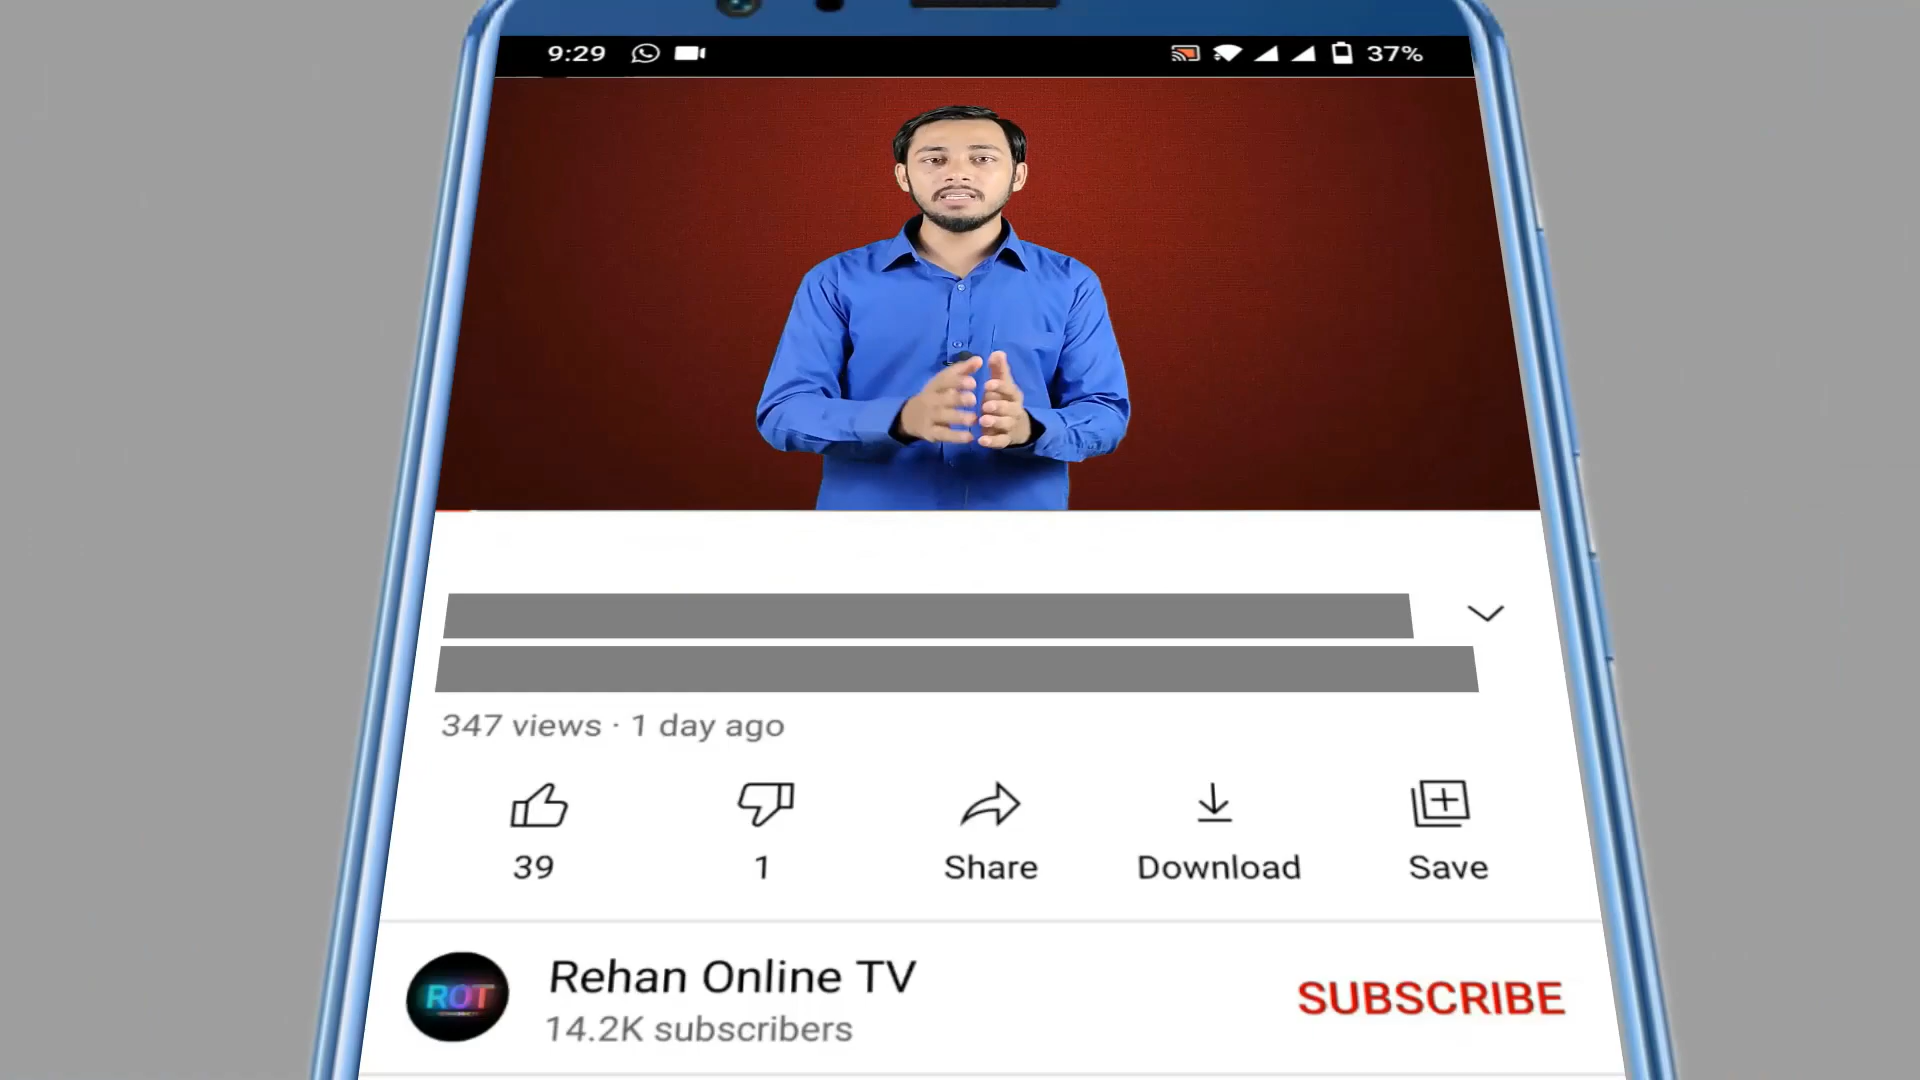 9:29 37%
347 views · 1 day ago
39 1 Share Download Save
ROT
Rehan Online TV
14.2K subscribers
SUBSCRIBE